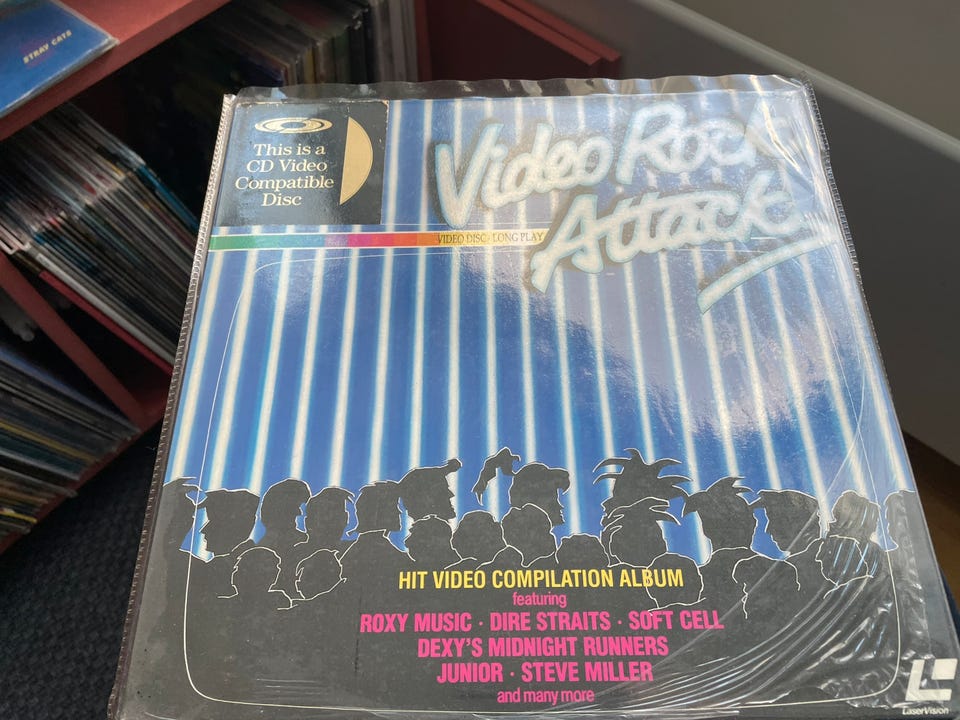 STRAY CATS
This is a
CD Video
Compatible
Disc
Video Rock
Attack
VIDEO DISC · LONG PLAY
HIT VIDEO COMPILATION ALBUM
featuring
ROXY MUSIC · DIRE STRAITS · SOFT CELL
DEXY'S MIDNIGHT RUNNERS
JUNIOR · STEVE MILLER
and many more
LaserVision